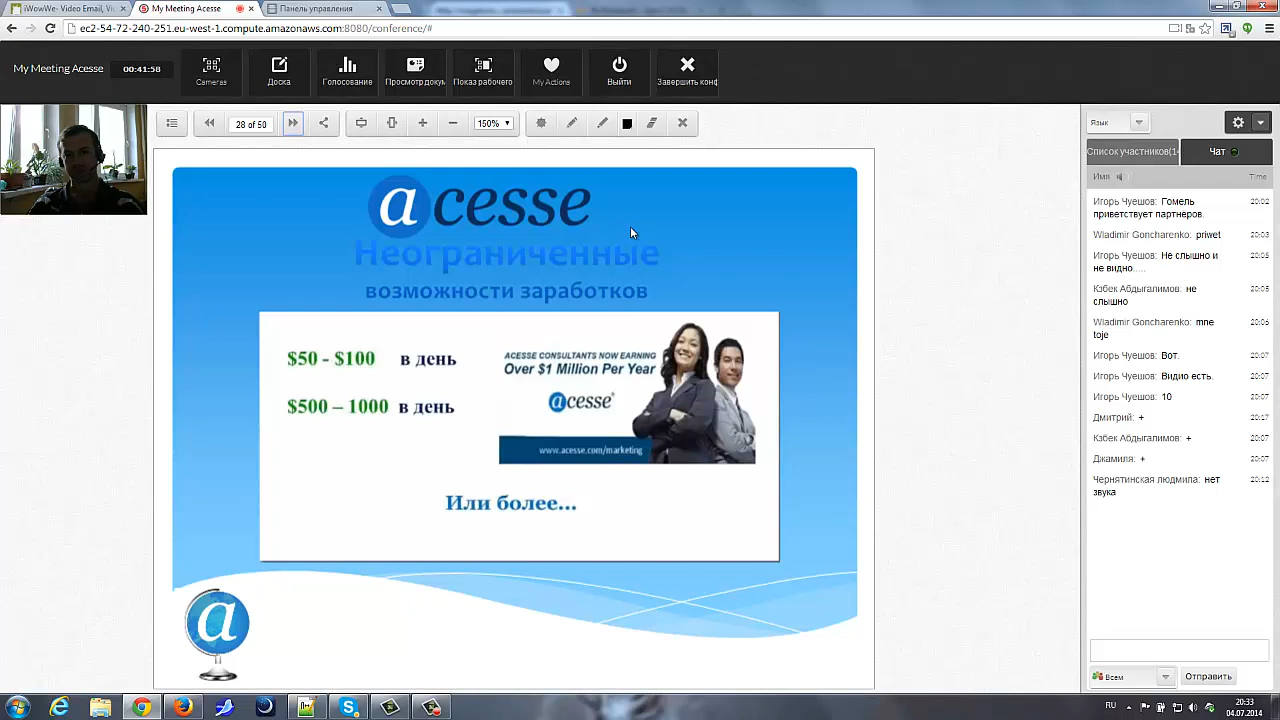 iWowWe- Video Email, Vi
My Meeting Acesse
Панель управления
ec2-54-72-240-251.eu-west-1.compute.amazonaws.com:8080/conference/#
My Meeting Acesse
00:41:58
Cameras
Доска
Голосование
Просмотр доку
Показ рабочего
My Actions
Выйти
Завершить конф
28 of 50
150%
Язык
Список участников(1
Чат
Имя
Time
Игорь Чуешов: Гомель 20:02
приветствует партнёров.
Wladimir Goncharenko: priwet 20:03
Игорь Чуешов: Не слышно и 20:05
не видно.....
Кэбек Абдыгалимов: не 20:05
слышно
Wladimir Goncharenko: mne 20:06
toje
Игорь Чуешов: Вот. 20:06
Игорь Чуешов: Видио есть. 20:07
Игорь Чуешов: 10 20:07
Дмитрий: + 20:17
Кэбек Абдыгалимов: + 20:07
Джамиля: + 20:07
Чернятинская людмила: нет 20:12
звука
Всем
Отправить
acesse
Неограниченные
возможности заработков
$50 - $100 в день
$500 – 1000 в день
ACESSE CONSULTANTS NOW EARNING
Over $1 Million Per Year
acesse
www.acesse.com/marketing
Или более...
a
RU
20:33
04.07.2014